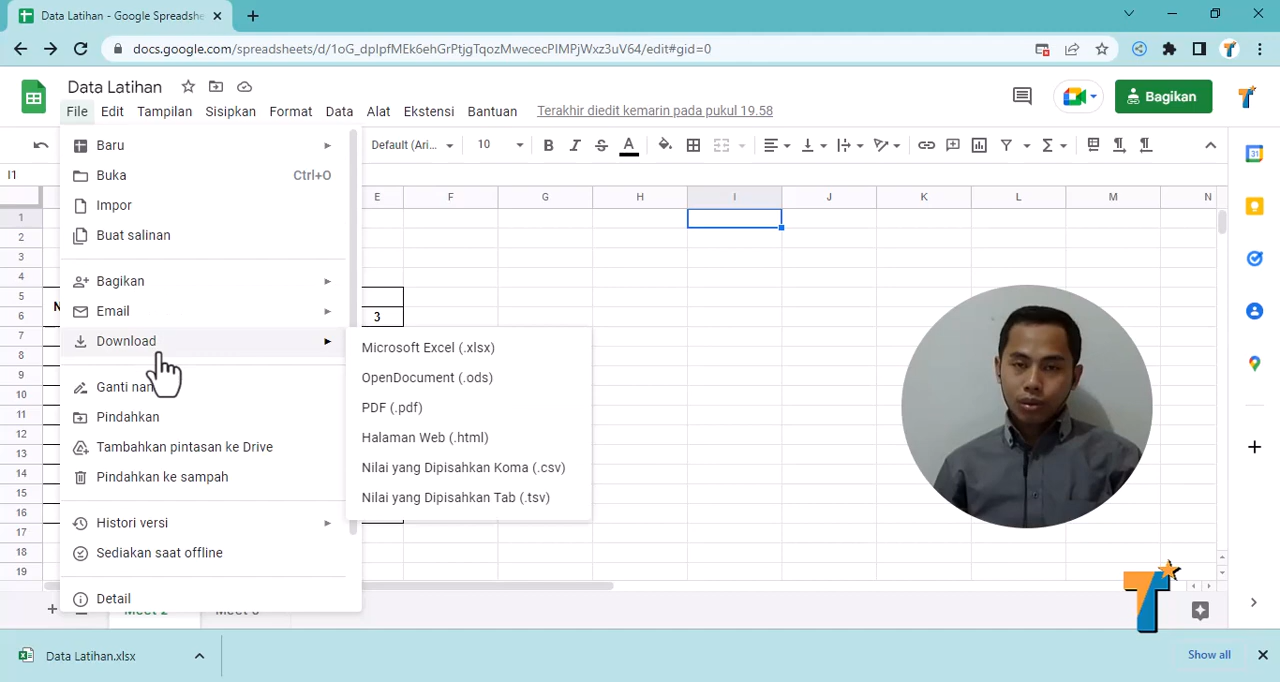 Data Latihan - Google Spreadshe
docs.google.com/spreadsheets/d/1oG_dpIpfMEk6ehGrPtjgTqozMwececPIMPjWxz3uV64/edit#gid=0
Data Latihan
File Edit Tampilan Sisipkan Format Data Alat Ekstensi Bantuan Terakhir diedit kemarin pada pukul 19.58
Bagikan
Default (Ari... 10 B I S A
I1
E F G H I J K L M N
1
2
3
4
5
6
7
8
9
10
11
12
13
14
15
16
17
18
19
N
3
Baru
Buka Ctrl+O
Impor
Buat salinan
Bagikan
Email
Download
Ganti nam
Pindahkan
Tambahkan pintasan ke Drive
Pindahkan ke sampah
Histori versi
Sediakan saat offline
Detail
Microsoft Excel (.xlsx)
OpenDocument (.ods)
PDF (.pdf)
Halaman Web (.html)
Nilai yang Dipisahkan Koma (.csv)
Nilai yang Dipisahkan Tab (.tsv)
31
T
Data Latihan.xlsx
Show all